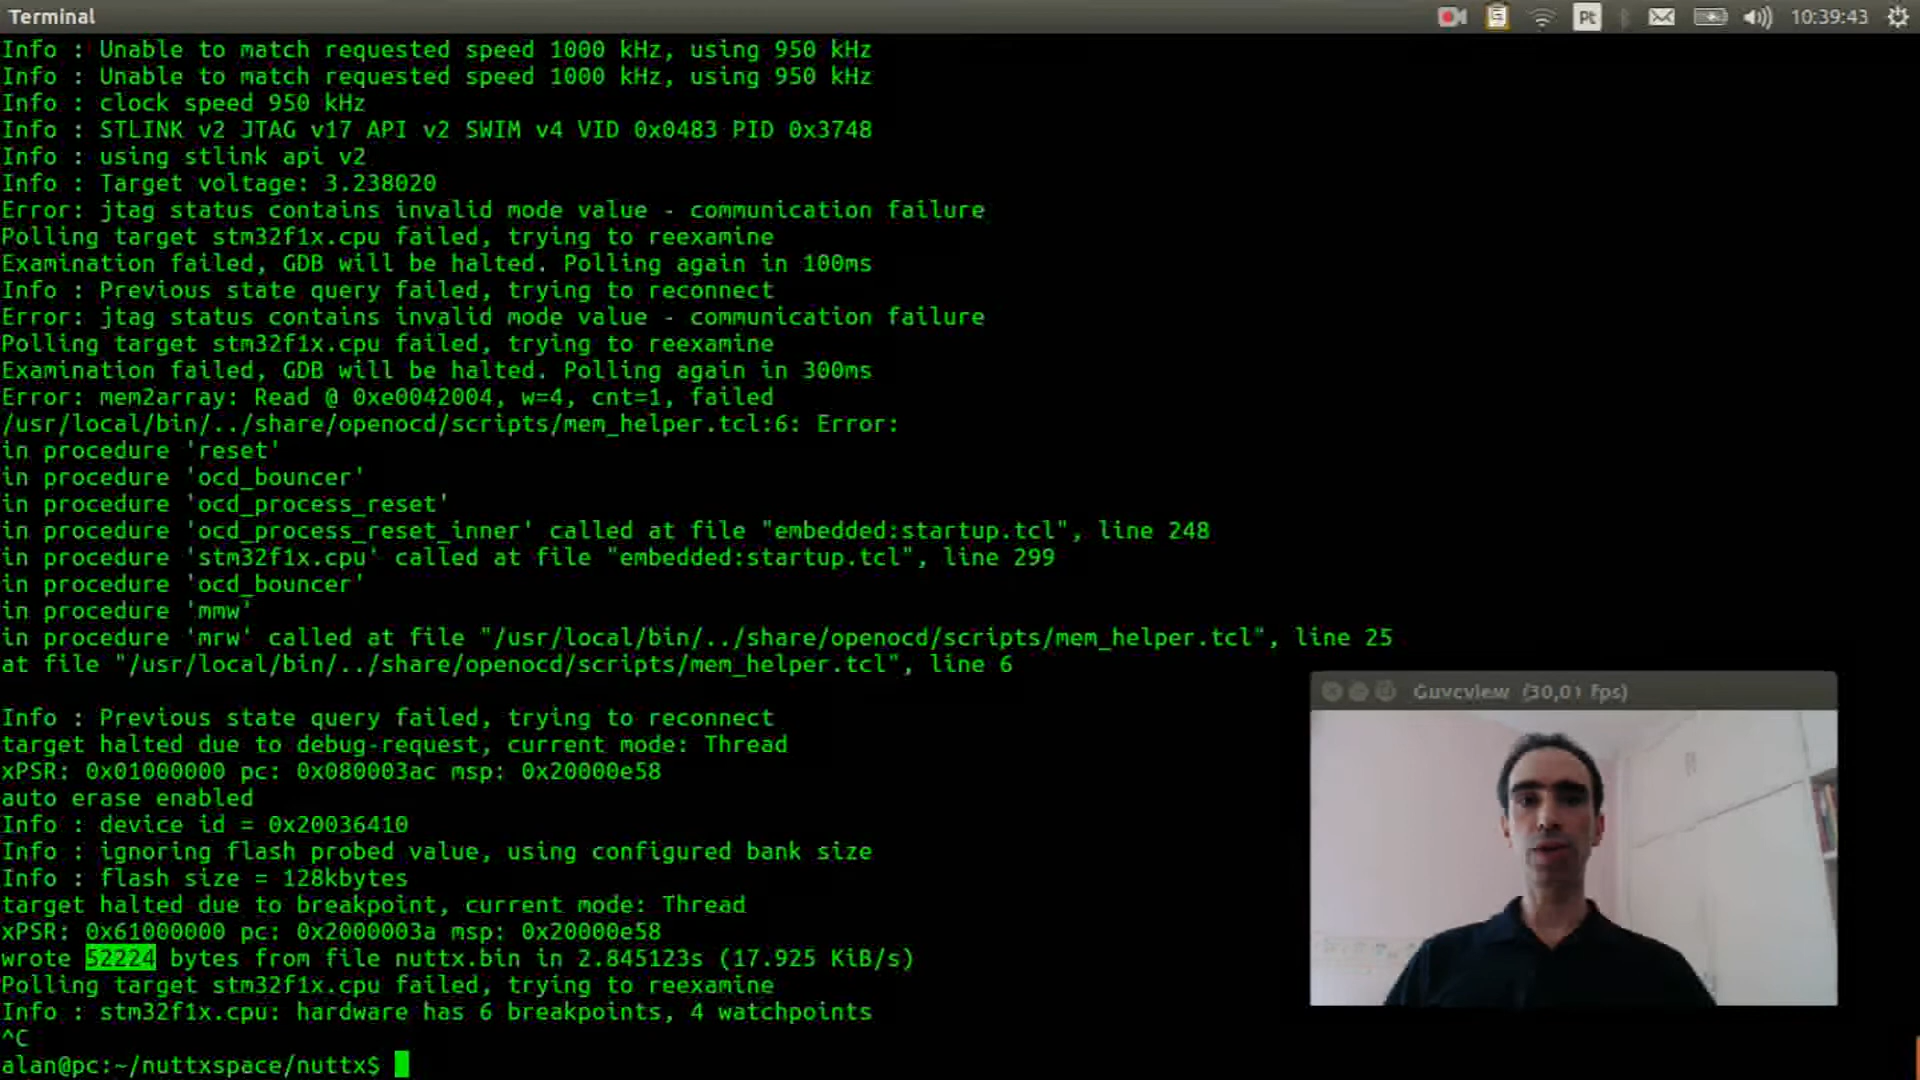 Terminal
Pt
10:39:43
Info : Unable to match requested speed 1000 kHz, using 950 kHz
Info : Unable to match requested speed 1000 kHz, using 950 kHz
Info : clock speed 950 kHz
Info : STLINK v2 JTAG v17 API v2 SWIM v4 VID 0x0483 PID 0x3748
Info : using stlink api v2
Info : Target voltage: 3.238020
Error: jtag status contains invalid mode value - communication failure
Polling target stm32f1x.cpu failed, trying to reexamine
Examination failed, GDB will be halted. Polling again in 100ms
Info : Previous state query failed, trying to reconnect
Error: jtag status contains invalid mode value - communication failure
Polling target stm32f1x.cpu failed, trying to reexamine
Examination failed, GDB will be halted. Polling again in 300ms
Error: mem2array: Read @ 0xe0042004, w=4, cnt=1, failed
/usr/local/bin/../share/openocd/scripts/mem_helper.tcl:6: Error:
in procedure 'reset'
in procedure 'ocd_bouncer'
in procedure 'ocd_process_reset'
in procedure 'ocd_process_reset_inner' called at file "embedded:startup.tcl", line 248
in procedure 'stm32f1x.cpu' called at file "embedded:startup.tcl", line 299
in procedure 'ocd_bouncer'
in procedure 'mmw'
in procedure 'mrw' called at file "/usr/local/bin/../share/openocd/scripts/mem_helper.tcl", line 25
at file "/usr/local/bin/../share/openocd/scripts/mem_helper.tcl", line 6
Info : Previous state query failed, trying to reconnect
target halted due to debug-request, current mode: Thread
xPSR: 0x01000000 pc: 0x080003ac msp: 0x20000e58
auto erase enabled
Info : device id = 0x20036410
Info : ignoring flash probed value, using configured bank size
Info : flash size = 128kbytes
target halted due to breakpoint, current mode: Thread
xPSR: 0x61000000 pc: 0x2000003a msp: 0x20000e58
wrote 52224 bytes from file nuttx.bin in 2.845123s (17.925 KiB/s)
Polling target stm32f1x.cpu failed, trying to reexamine
Info : stm32f1x.cpu: hardware has 6 breakpoints, 4 watchpoints
^C
alan@pc:~/nuttxspace/nuttx$
Guvcview (30,01 fps)